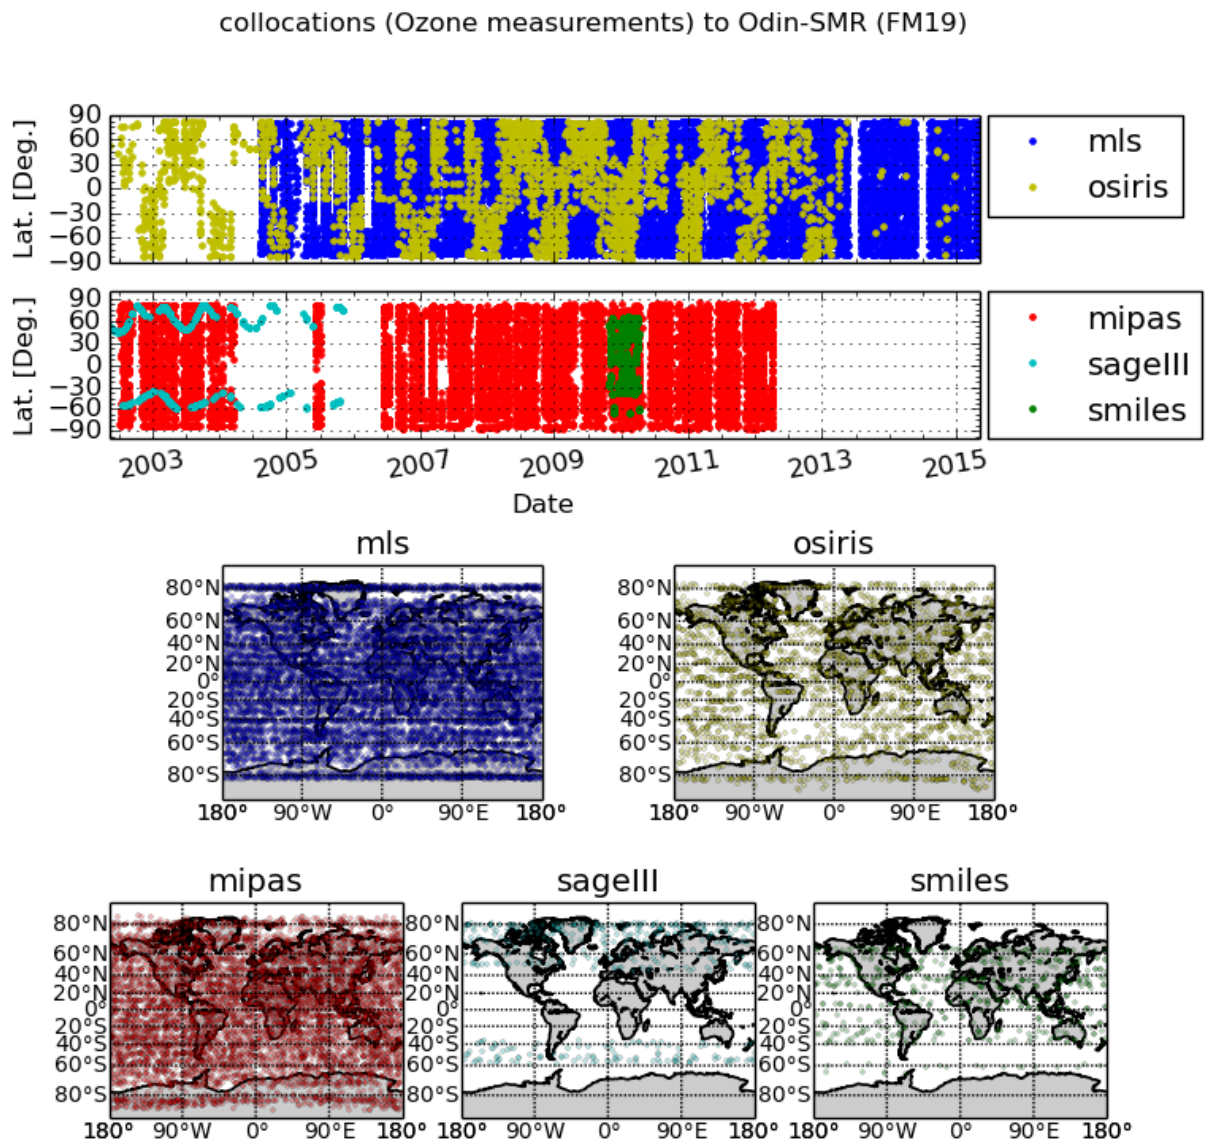 collocations (Ozone measurements) to Odin-SMR (FM19)
90
60
30
0
−30
−60
−90
Lat. [Deg.]
mls
osiris
90
60
30
0
−30
−60
−90
Lat. [Deg.]
mipas
sageIII
smiles
2003 2005 2007 2009 2011 2013 2015
Date
mls
80°N
60°N
40°N
20°N
0°
20°S
40°S
60°S
80°S
180° 90°W 0° 90°E 180°
osiris
80°N
60°N
40°N
20°N
0°
20°S
40°S
60°S
80°S
180° 90°W 0° 90°E 180°
mipas
80°N
60°N
40°N
20°N
0°
20°S
40°S
60°S
80°S
180° 90°W 0° 90°E 180°
sageIII
80°N
60°N
40°N
20°N
0°
20°S
40°S
60°S
80°S
180° 90°W 0° 90°E 180°
smiles
80°N
60°N
40°N
20°N
0°
20°S
40°S
60°S
80°S
180° 90°W 0° 90°E 180°